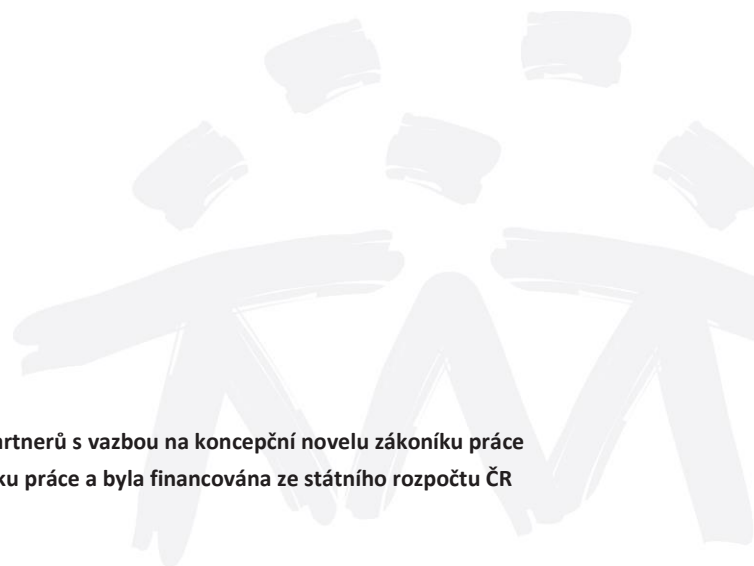 artnerů s vazbou na koncepční novelu zákoníku práce
ku práce a byla financována ze státního rozpočtu ČR